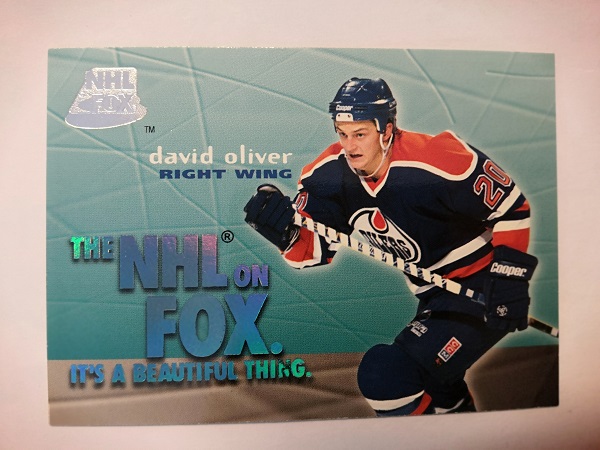 NHL
FOX
TM
david oliver
RIGHT WING
THE NHL® ON
FOX.
IT'S A BEAUTIFUL THING.
Cooper
20
OILERS
Cooper